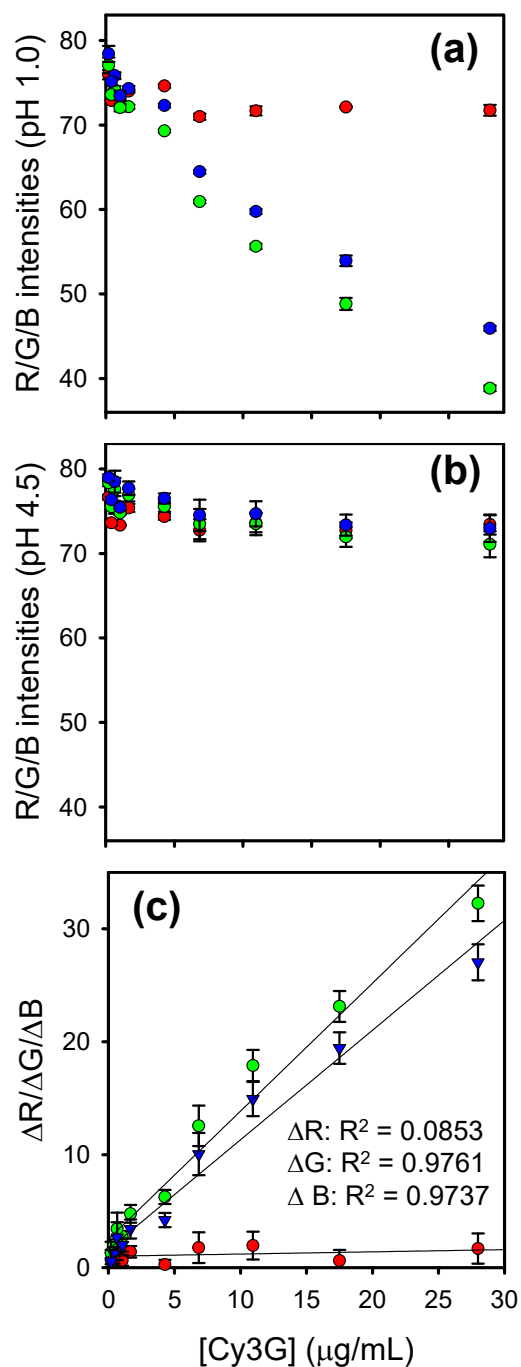 (a)
R/G/B intensities (pH 1.0)
80
70
60
50
40
(b)
R/G/B intensities (pH 4.5)
80
70
60
50
40
(c)
ΔR/ΔG/ΔB
30
20
10
0
ΔR: R² = 0.0853
ΔG: R² = 0.9761
Δ B: R² = 0.9737
0 5 10 15 20 25 30
[Cy3G] (μg/mL)